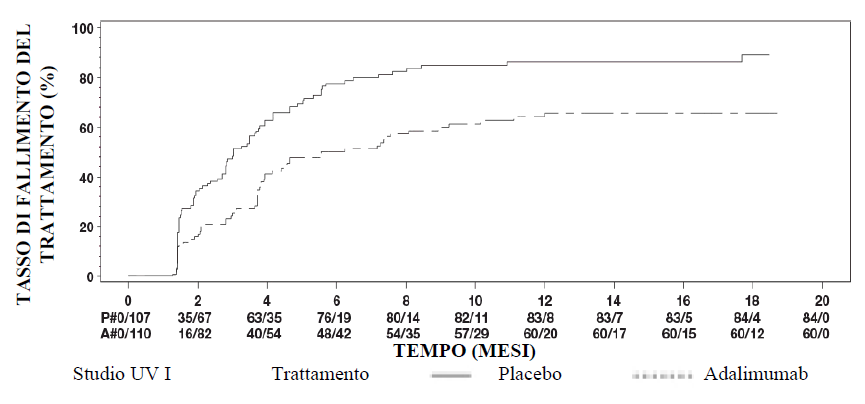 TASSO DI FALLIMENTO DEL
TRATTAMENTO (%)
100
80
60
40
20
0
0 2 4 6 8 10 12 14 16 18 20
P#0/107 35/67 63/35 76/19 80/14 82/11 83/8 83/7 83/5 84/4 84/0
A#0/110 16/82 40/54 48/42 54/35 57/29 60/20 60/17 60/15 60/12 60/0
TEMPO (MESI)
Studio UV I Trattamento Placebo Adalimumab